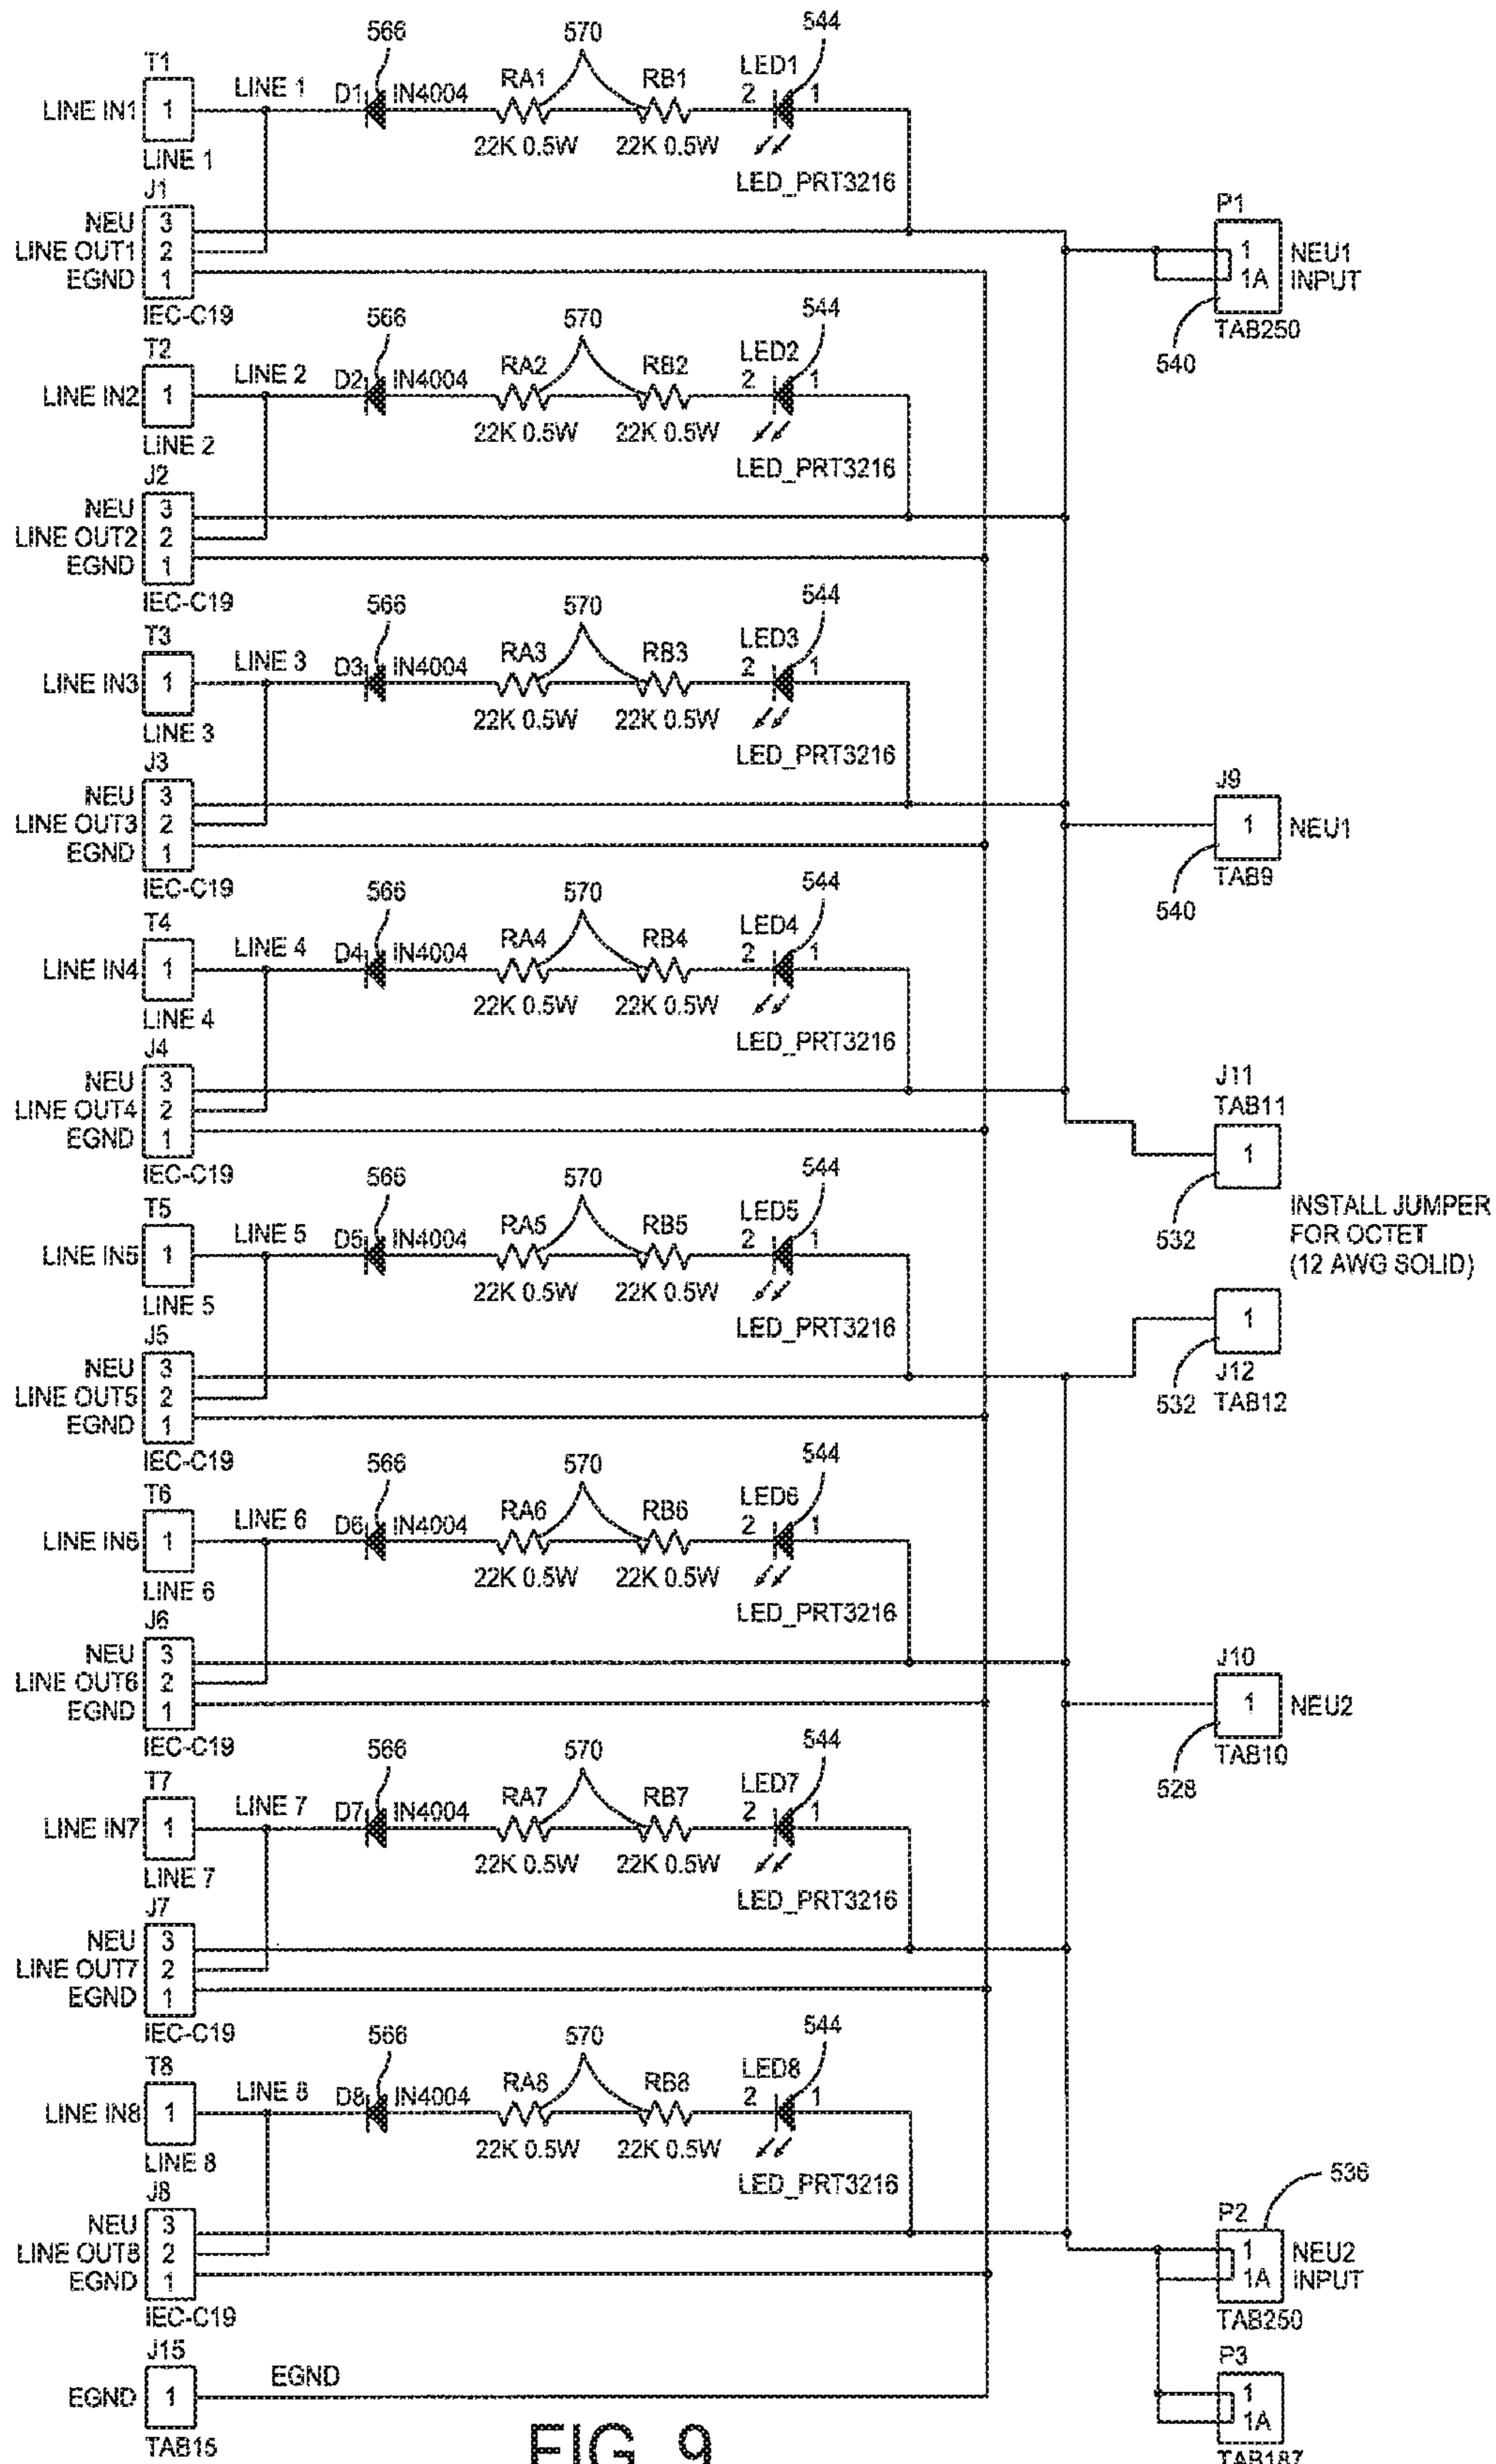 566 570 544
T1 LINE 1 D1 IN4004 RA1 RB1 LED1
LINE IN1 1 2 1
LINE 1 22K 0.5W 22K 0.5W LED_PRT3216
J1
NEU 3
LINE OUT1 2
EGND 1
IEC-C19
P1
1 NEU1
1A INPUT
TAB250
540
566 570 544
T2 LINE 2 D2 IN4004 RA2 RB2 LED2
LINE IN2 1 2 1
LINE 2 22K 0.5W 22K 0.5W LED_PRT3216
J2
NEU 3
LINE OUT2 2
EGND 1
IEC-C19
566 570 544
T3 LINE 3 D3 IN4004 RA3 RB3 LED3
LINE IN3 1 2 1
LINE 3 22K 0.5W 22K 0.5W LED_PRT3216
J3
NEU 3
LINE OUT3 2
EGND 1
IEC-C19
J9
1 NEU1
TAB9
540
566 570 544
T4 LINE 4 D4 IN4004 RA4 RB4 LED4
LINE IN4 1 2 1
LINE 4 22K 0.5W 22K 0.5W LED_PRT3216
J4
NEU 3
LINE OUT4 2
EGND 1
IEC-C19
J11
TAB11
1
532
INSTALL JUMPER
FOR OCTET
(12 AWG SOLID)
566 570 544
T5 LINE 5 D5 IN4004 RA5 RB5 LED5
LINE IN5 1 2 1
LINE 5 22K 0.5W 22K 0.5W LED_PRT3216
J5
NEU 3
LINE OUT5 2
EGND 1
IEC-C19
1
J12
532 TAB12
566 570 544
T6 LINE 6 D6 IN4004 RA6 RB6 LED6
LINE IN6 1 2 1
LINE 6 22K 0.5W 22K 0.5W LED_PRT3216
J6
NEU 3
LINE OUT6 2
EGND 1
IEC-C19
J10
1 NEU2
TAB10
528
566 570 544
T7 LINE 7 D7 IN4004 RA7 RB7 LED7
LINE IN7 1 2 1
LINE 7 22K 0.5W 22K 0.5W LED_PRT3216
J7
NEU 3
LINE OUT7 2
EGND 1
IEC-C19
566 570 544
T8 LINE 8 D8 IN4004 RA8 RB8 LED8
LINE IN8 1 2 1
LINE 8 22K 0.5W 22K 0.5W LED_PRT3216
J8
NEU 3
LINE OUT8 2
EGND 1
IEC-C19
536
P2
1 NEU2
1A INPUT
TAB250
J15
EGND 1 EGND
TAB15
P3
1
1A
TAB187
FIG. 9